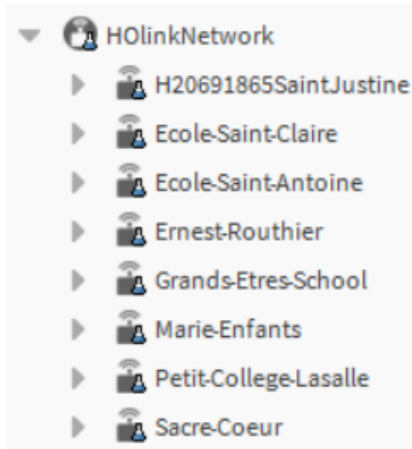 HOlinkNetwork
H20691865SaintJustine
Ecole-Saint-Claire
Ecole-Saint-Antoine
Ernest-Routhier
Grands-Etres-School
Marie-Enfants
Petit-College-Lasalle
Sacre-Coeur